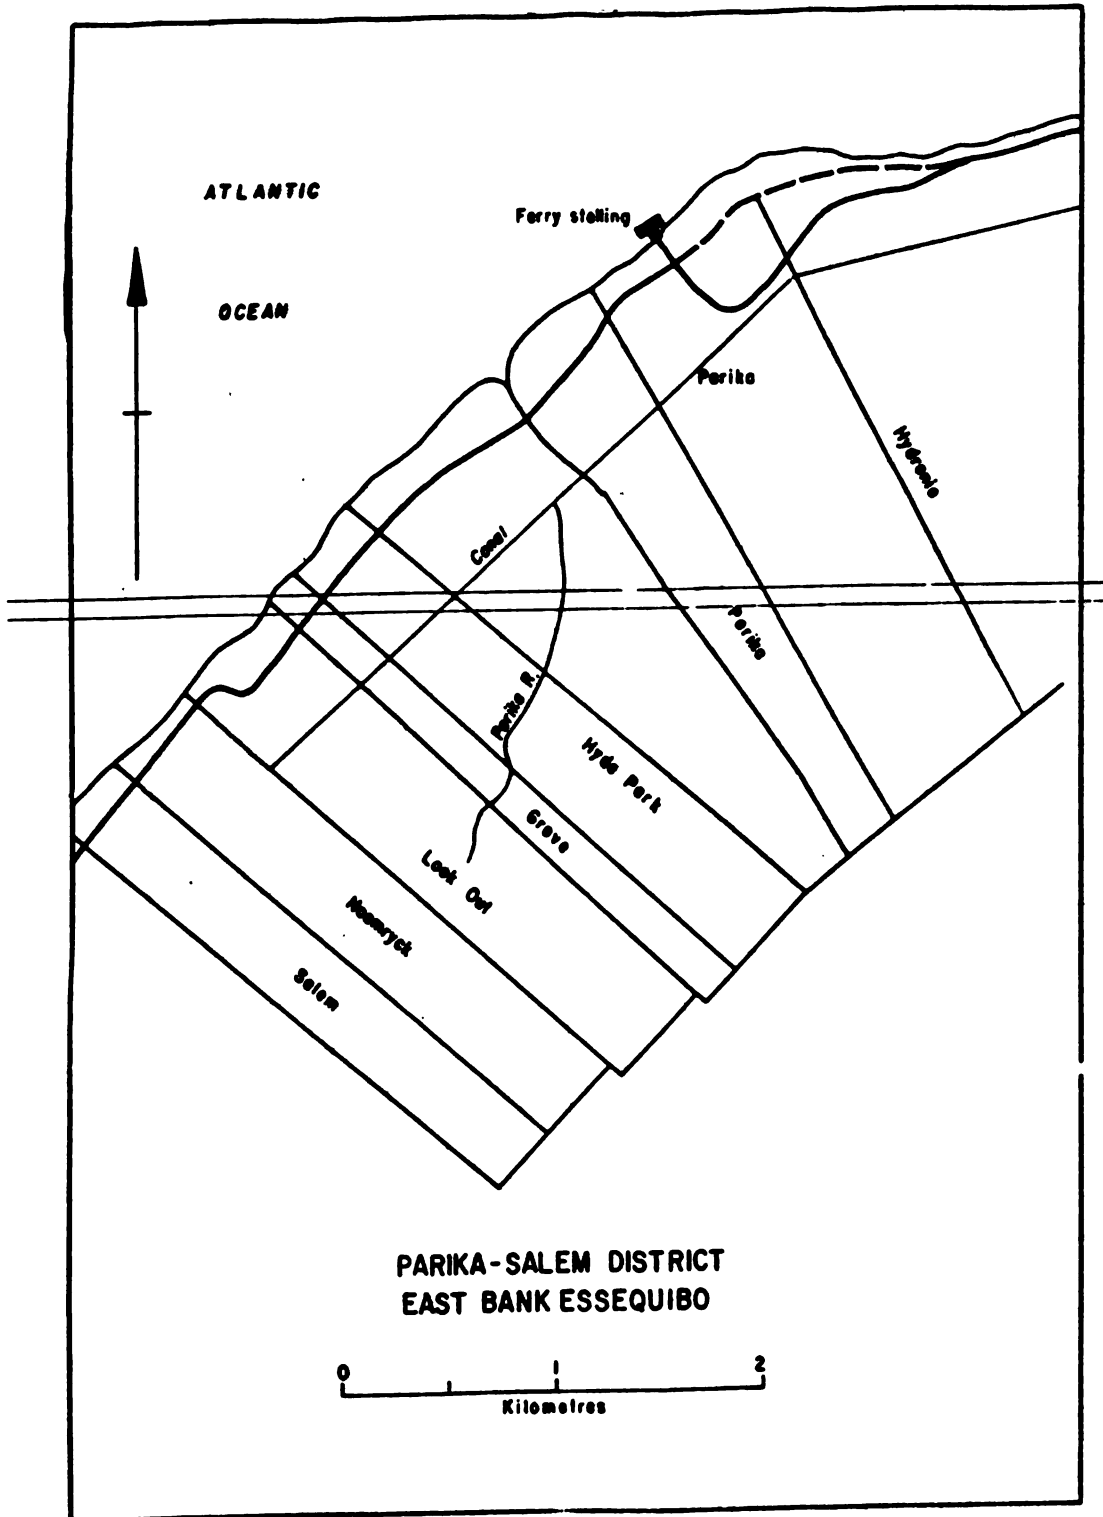 ATLANTIC
Ferry stelling
OCEAN
Parika
Hydronie
Canal
Parika
Parika R.
Hyde Park
Grove
Look Out
Naamryck
Salem
PARIKA-SALEM DISTRICT
EAST BANK ESSEQUIBO
0 1 2
Kilometres